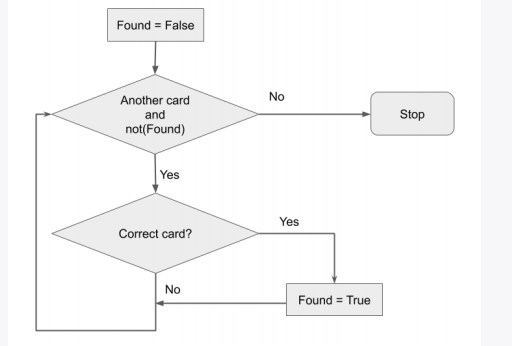 Found = False
Another card
and
not(Found)
No
Stop
Yes
Correct card?
Yes
No
Found = True